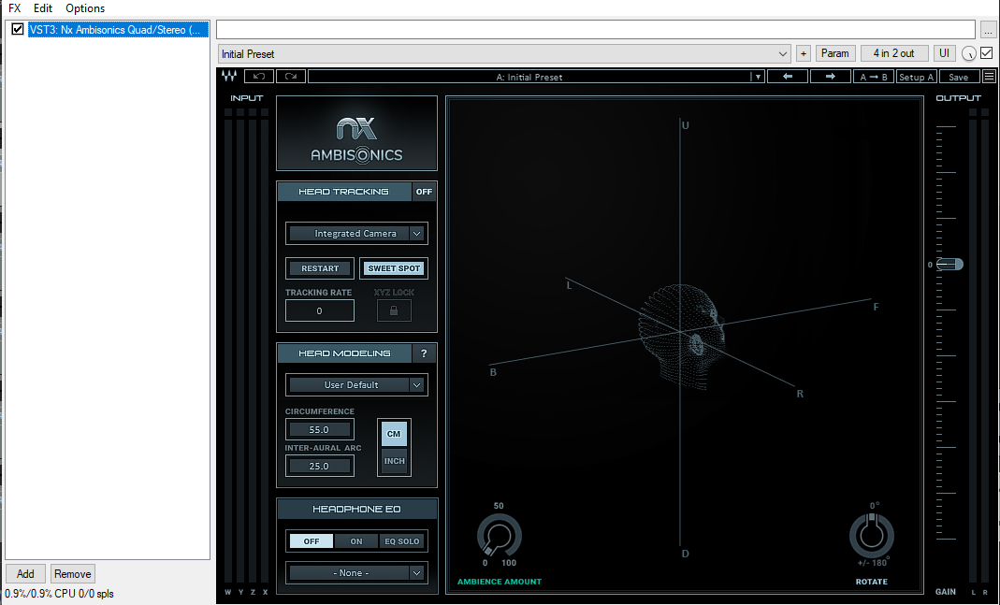 FX Edit Options
VST3: Nx Ambisonics Quad/Stereo (...
...
Initial Preset
+ Param 4 in 2 out UI
A: Initial Preset
A → B Setup A Save
INPUT
nx
AMBISONICS
HEAD TRACKING OFF
Integrated Camera
RESTART SWEET SPOT
TRACKING RATE XYZ LOCK
0
HEAD MODELING ?
User Default
CIRCUMFERENCE
55.0
CM
INTER-AURAL ARC
25.0
INCH
HEADPHONE EQ
OFF ON EQ SOLO
- None -
U
L
F
B
R
D
50
0 100
AMBIENCE AMOUNT
0°
+/- 180°
ROTATE
OUTPUT
0
W Y Z X
GAIN L R
Add Remove
0.9%/0.9% CPU 0/0 spls